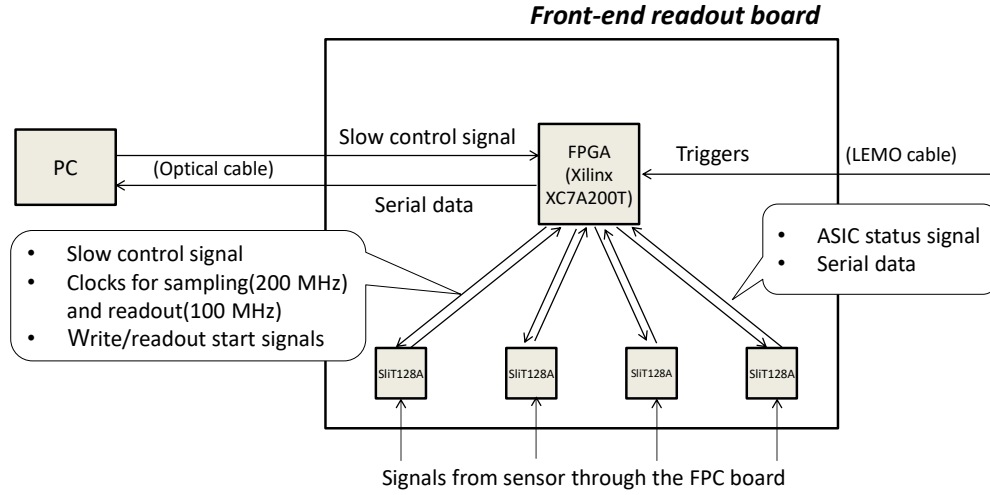 Front-end readout board
Slow control signal
PC
(Optical cable)
Serial data
FPGA
(Xilinx
XC7A200T)
Triggers
(LEMO cable)
• Slow control signal
• Clocks for sampling(200 MHz)
and readout(100 MHz)
• Write/readout start signals
• ASIC status signal
• Serial data
SliT128A
SliT128A
SliT128A
SliT128A
Signals from sensor through the FPC board